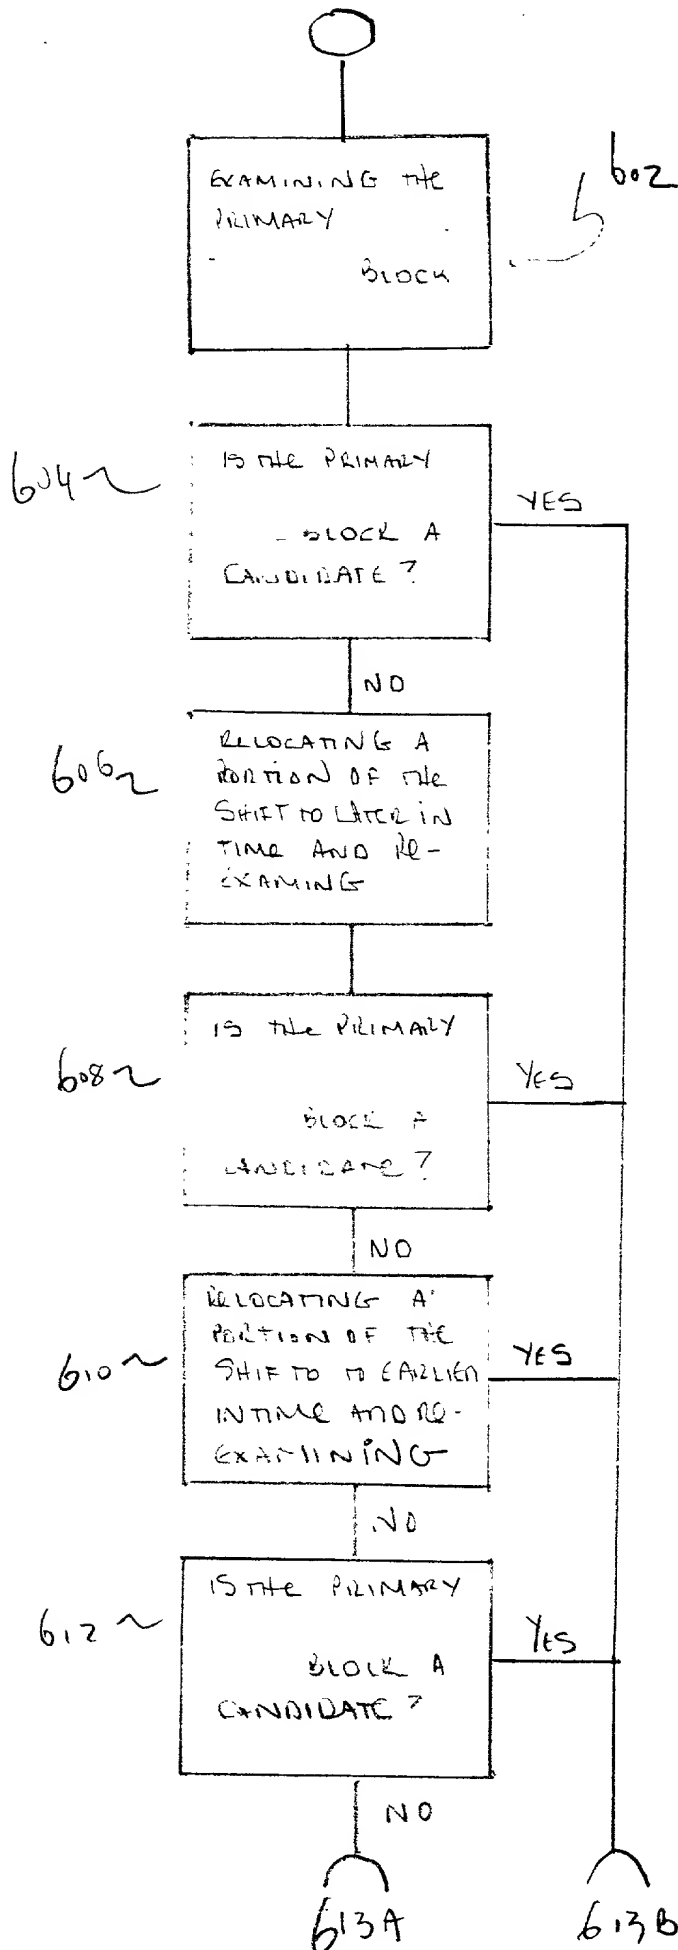 602
EXAMINING THE
PRIMARY
BLOCK
604
IS THE PRIMARY
BLOCK A
CANDIDATE?
YES
NO
606
RELOCATING A
PORTION OF THE
SHIFT TO LATER IN
TIME AND RE-
EXAMING
608
IS THE PRIMARY
BLOCK A
CANDIDATE?
YES
NO
610
RELOCATING A
PORTION OF THE
SHIFT TO TO EARLIER
IN TIME AND RE-
EXAMINING
YES
NO
612
IS THE PRIMARY
BLOCK A
CANDIDATE?
YES
NO
613A
613B